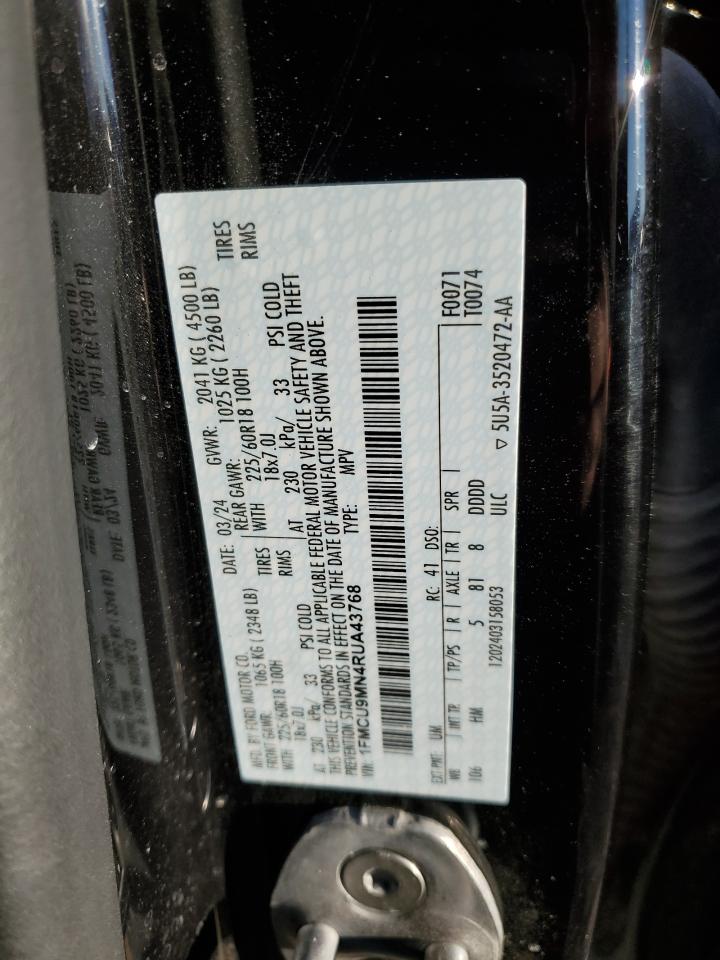 MFD. BY FORD MOTOR CO.
DATE: 03/24 GVWR: 2041 KG ( 4500 LB)
FRONT GAWR: 1065 KG ( 2348 LB) REAR GAWR: 1025 KG ( 2260 LB)
WITH 225/60R18 100H TIRES WITH 225/60R18 100H TIRES
18x7.0J RIMS 18x7.0J RIMS
AT 230 kPa/ 33 PSI COLD AT 230 kPa/ 33 PSI COLD
THIS VEHICLE CONFORMS TO ALL APPLICABLE FEDERAL MOTOR VEHICLE SAFETY AND THEFT
PREVENTION STANDARDS IN EFFECT ON THE DATE OF MANUFACTURE SHOWN ABOVE.
VIN: 1FMCU9MN4RUA43768 TYPE: MPV
EXT PNT: UM RC: 41 DSO: F0071
WB INT TR TP/PS R AXLE TR SPR T0074
106 HM 5 81 8 DDDD
ULC ▽ 5U5A-3520472-AA
1202403158053